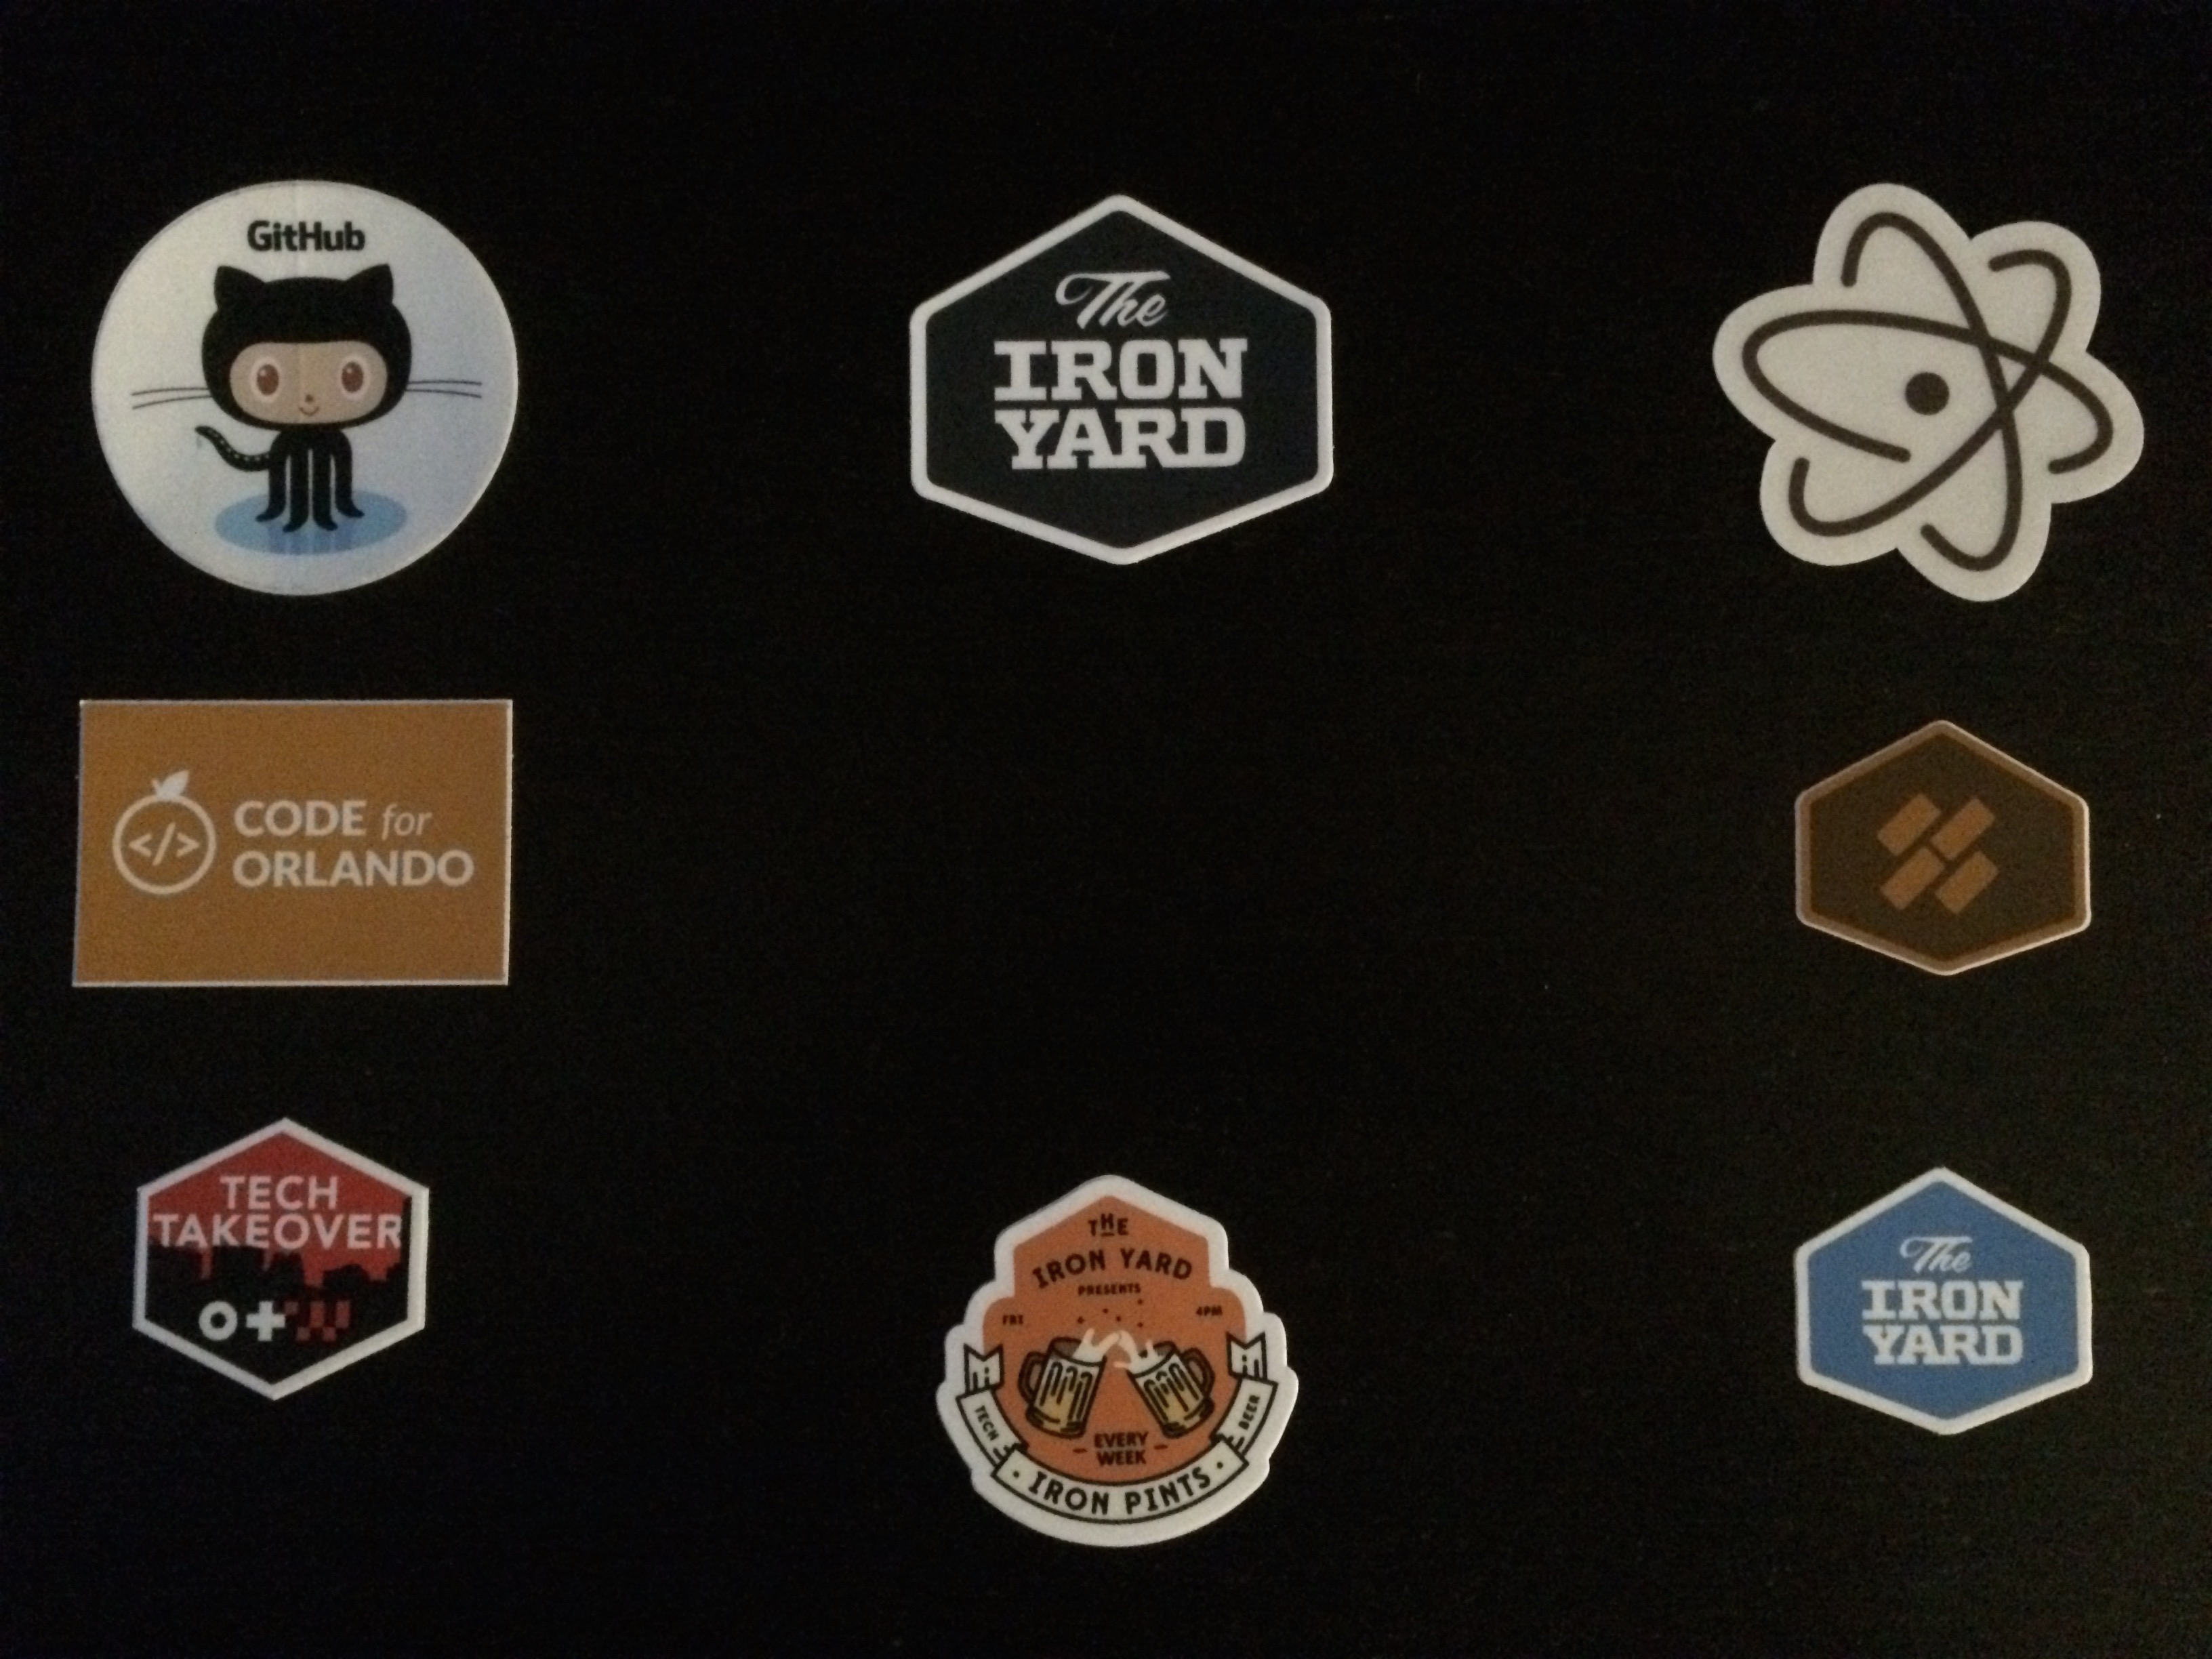 GitHub
The
IRON
YARD
</>
CODE for
ORLANDO
TECH
TAKEOVER
THE
IRON YARD
PRESENTS
FRI
4PM
TECH
BEER
EVERY
WEEK
IRON PINTS
The
IRON
YARD